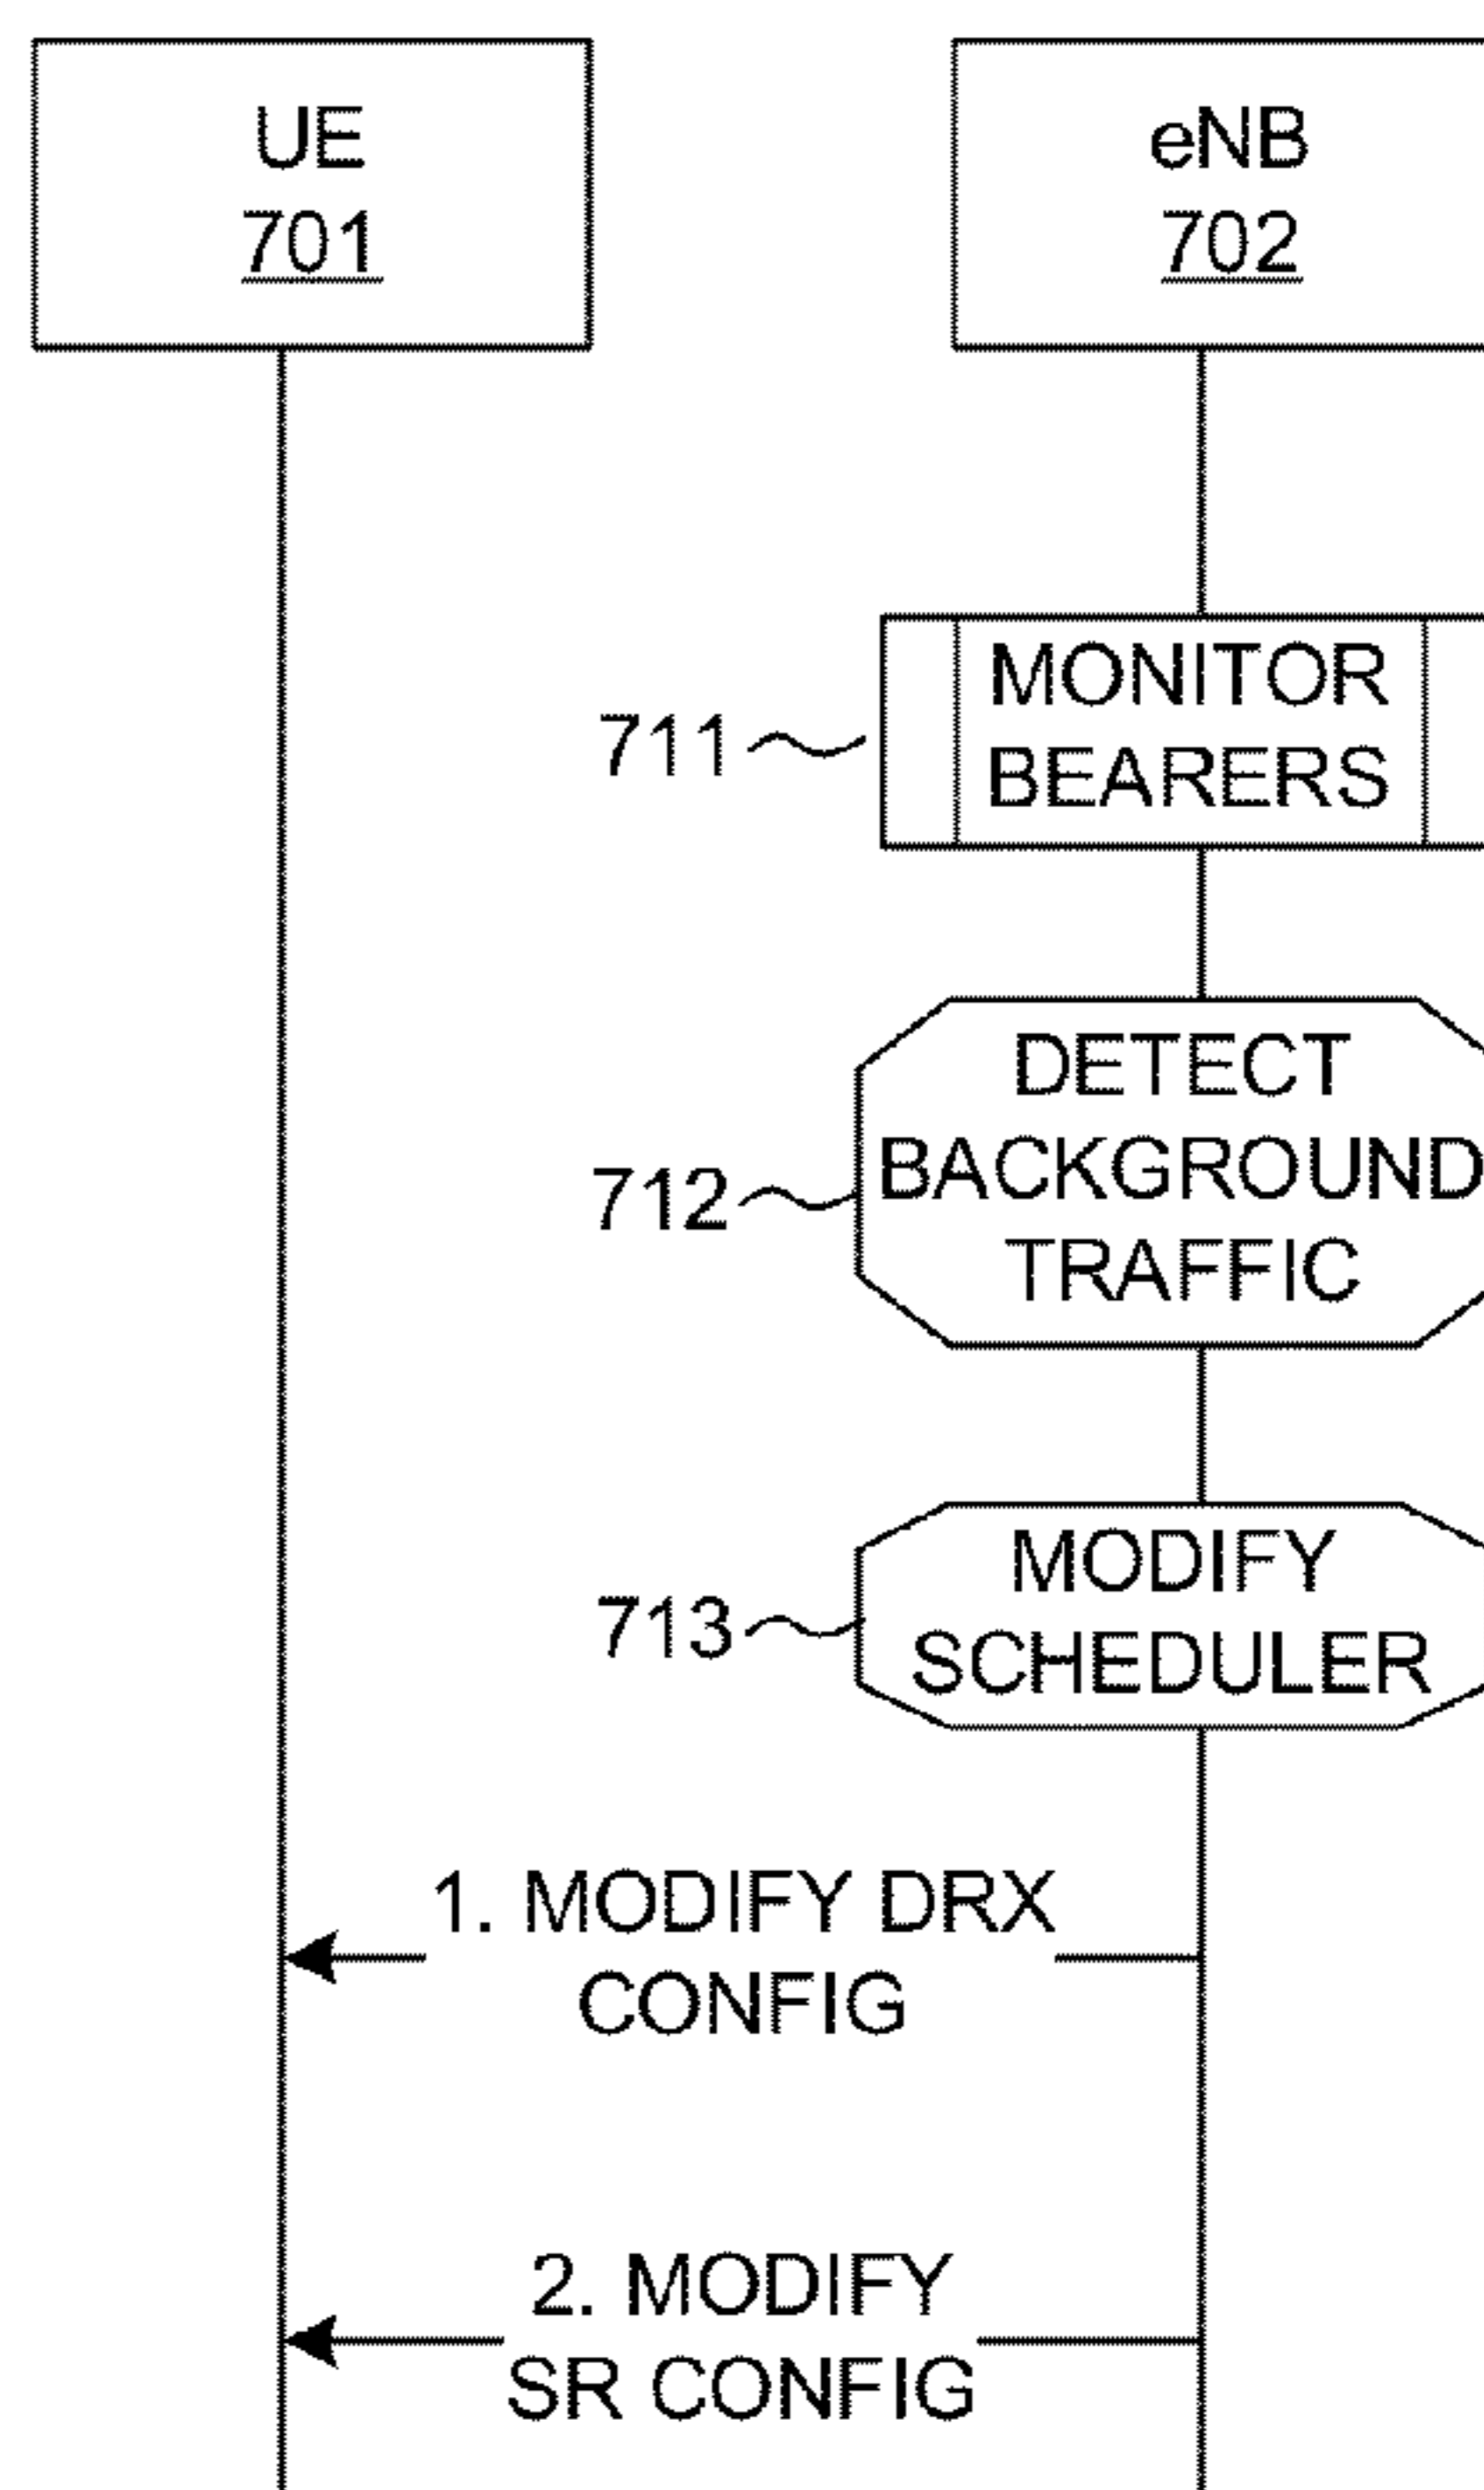 UE
701
eNB
702
711
MONITOR
BEARERS
712
DETECT
BACKGROUND
TRAFFIC
713
MODIFY
SCHEDULER
1. MODIFY DRX
CONFIG
2. MODIFY
SR CONFIG